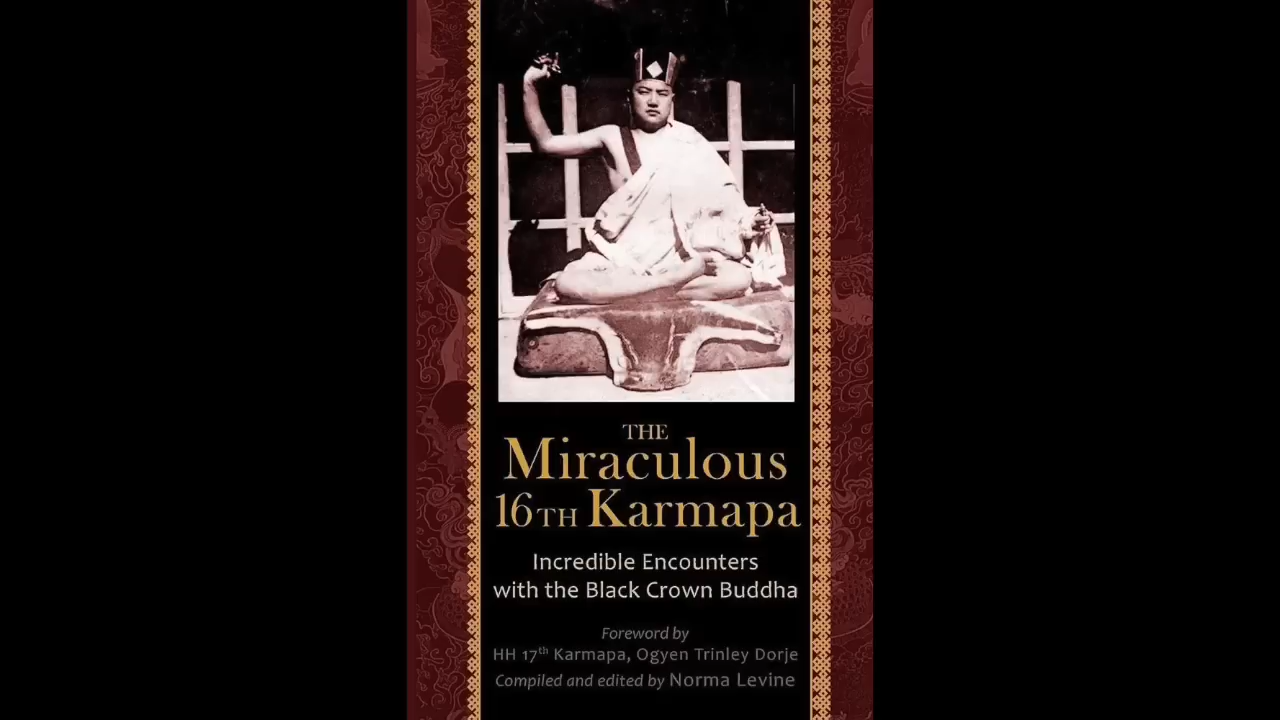 THE
Miraculous
16TH Karmapa
Incredible Encounters
with the Black Crown Buddha
Foreword by
HH 17th Karmapa, Ogyen Trinley Dorje
Compiled and edited by Norma Levine